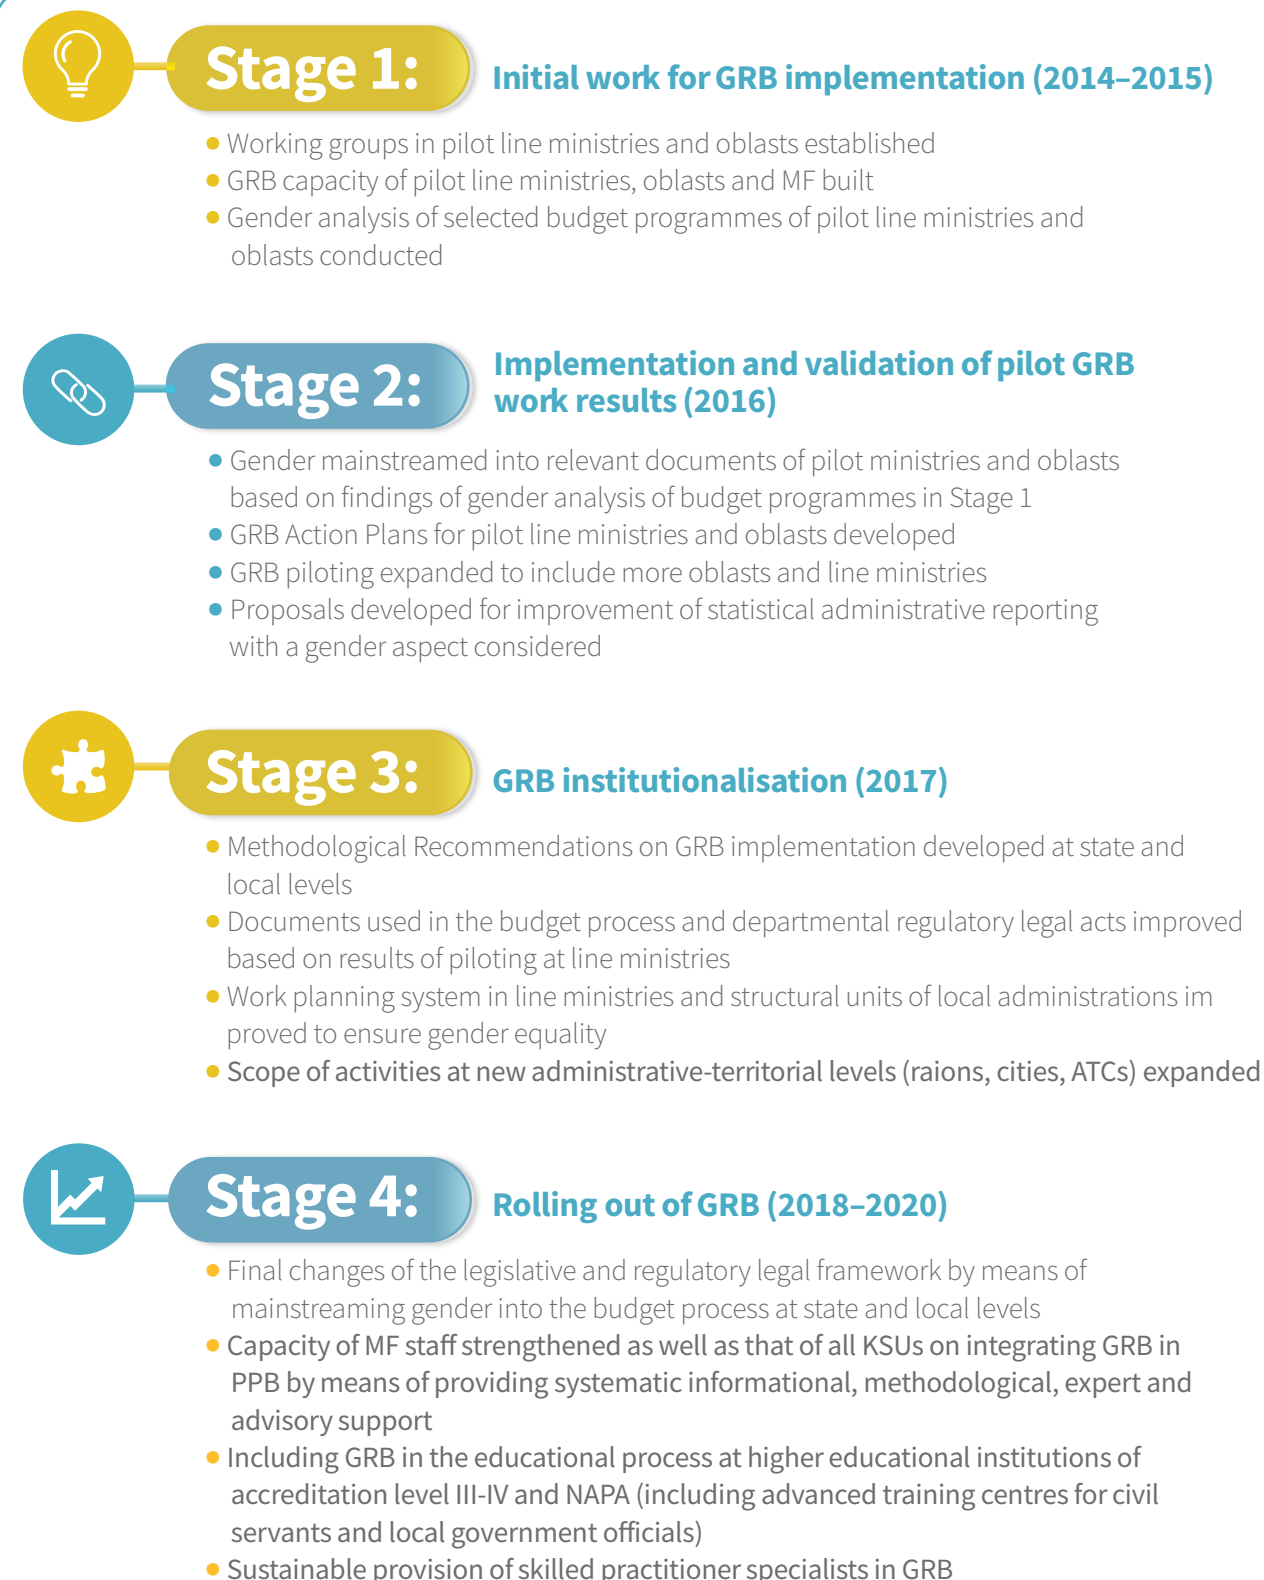 Stage 1:
Initial work for GRB implementation (2014–2015)
Working groups in pilot line ministries and oblasts established
GRB capacity of pilot line ministries, oblasts and MF built
Gender analysis of selected budget programmes of pilot line ministries and
oblasts conducted
Stage 2:
Implementation and validation of pilot GRB
work results (2016)
Gender mainstreamed into relevant documents of pilot ministries and oblasts
based on findings of gender analysis of budget programmes in Stage 1
GRB Action Plans for pilot line ministries and oblasts developed
GRB piloting expanded to include more oblasts and line ministries
Proposals developed for improvement of statistical administrative reporting
with a gender aspect considered
Stage 3:
GRB institutionalisation (2017)
Methodological Recommendations on GRB implementation developed at state and
local levels
Documents used in the budget process and departmental regulatory legal acts improved
based on results of piloting at line ministries
Work planning system in line ministries and structural units of local administrations im
proved to ensure gender equality
Scope of activities at new administrative-territorial levels (raions, cities, ATCs) expanded
Stage 4:
Rolling out of GRB (2018–2020)
Final changes of the legislative and regulatory legal framework by means of
mainstreaming gender into the budget process at state and local levels
Capacity of MF staff strengthened as well as that of all KSUs on integrating GRB in
PPB by means of providing systematic informational, methodological, expert and
advisory support
Including GRB in the educational process at higher educational institutions of
accreditation level III-IV and NAPA (including advanced training centres for civil
servants and local government officials)
Sustainable provision of skilled practitioner specialists in GRB